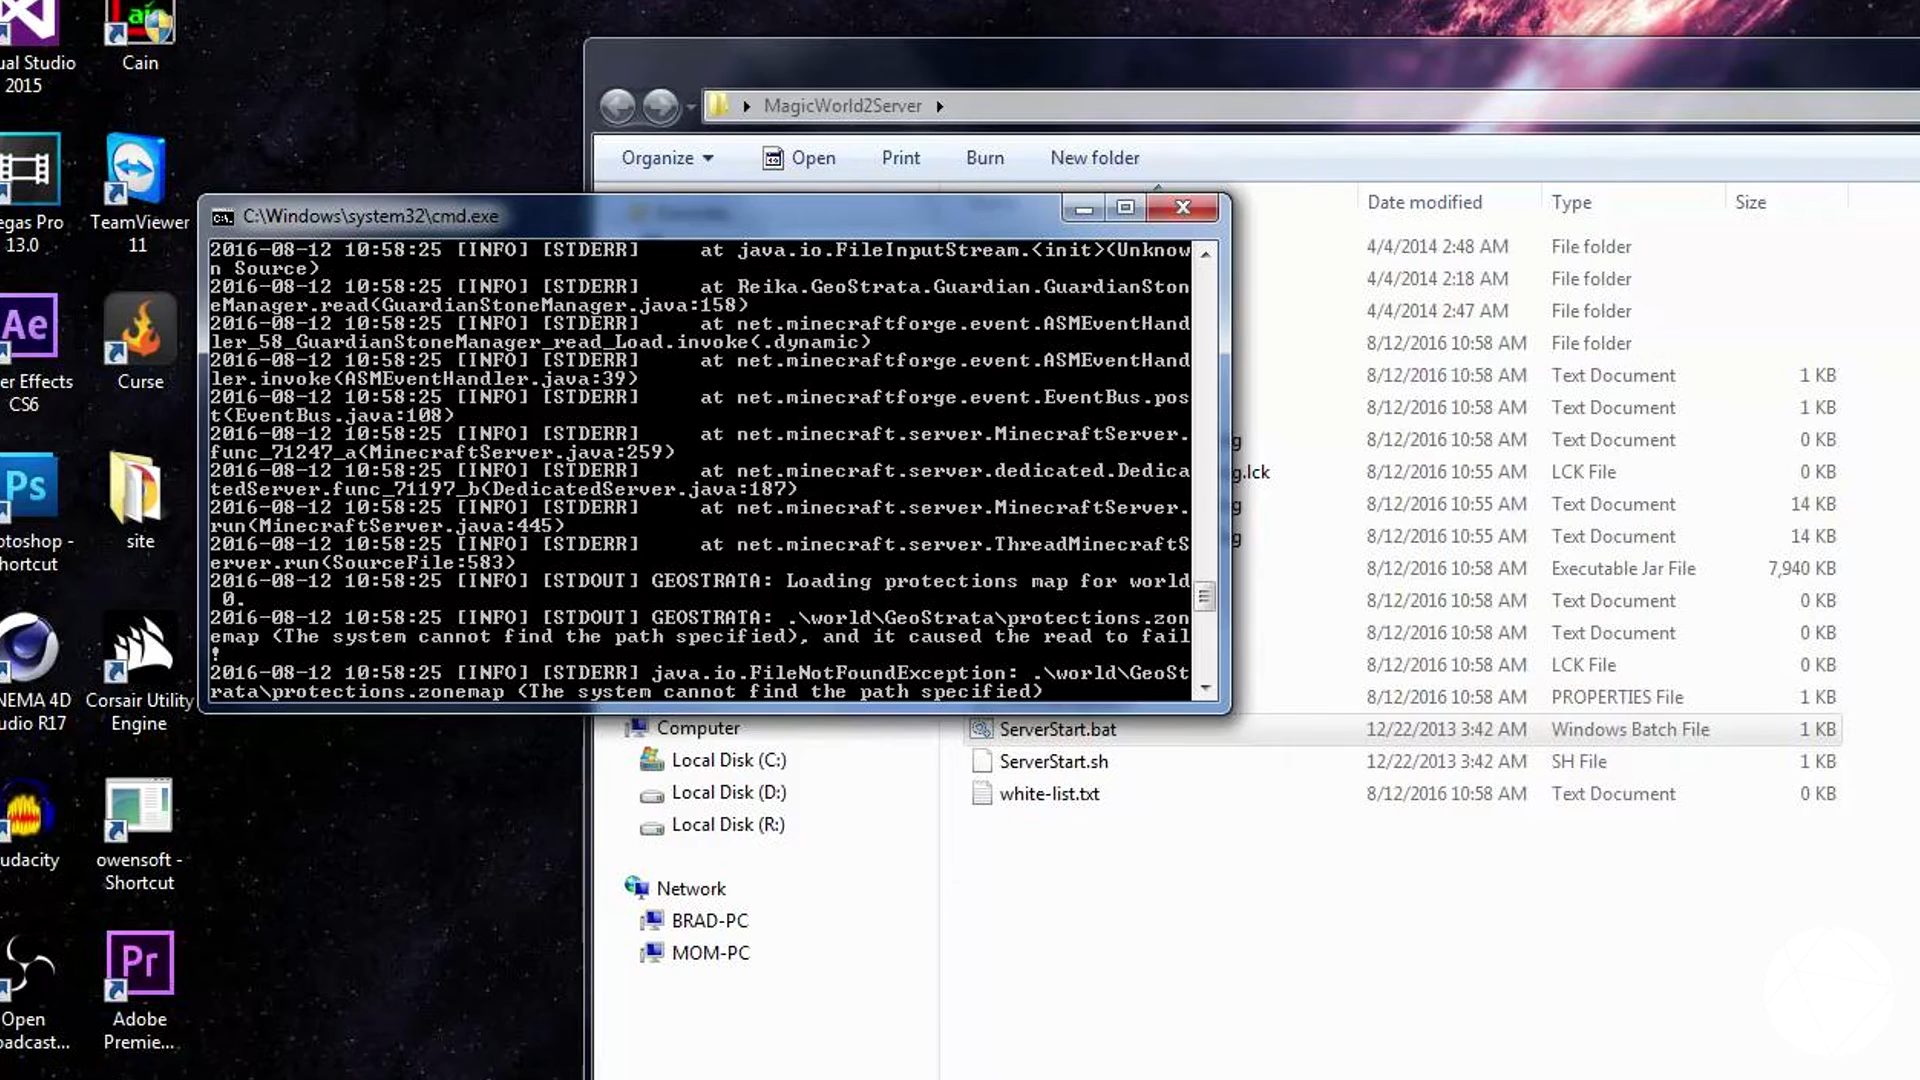 ual Studio
2015
Cain
egas Pro
13.0
TeamViewer
11
Ae
er Effects
CS6
Curse
Ps
otoshop -
hortcut
site
NEMA 4D
udio R17
Corsair Utility
Engine
udacity
owensoft -
Shortcut
Open
oadcast...
Pr
Adobe
Premie...
MagicWorld2Server
Organize
Open
Print
Burn
New folder
C:\Windows\system32\cmd.exe
2016-08-12 10:58:25 [INFO] [STDERR]     at java.io.FileInputStream.<init>(Unknow
n Source)
2016-08-12 10:58:25 [INFO] [STDERR]     at Reika.GeoStrata.Guardian.GuardianSton
eManager.read(GuardianStoneManager.java:158)
2016-08-12 10:58:25 [INFO] [STDERR]     at net.minecraftforge.event.ASMEventHand
ler_58_GuardianStoneManager_read_Load.invoke(.dynamic)
2016-08-12 10:58:25 [INFO] [STDERR]     at net.minecraftforge.event.ASMEventHand
ler.invoke(ASMEventHandler.java:39)
2016-08-12 10:58:25 [INFO] [STDERR]     at net.minecraftforge.event.EventBus.pos
t(EventBus.java:108)
2016-08-12 10:58:25 [INFO] [STDERR]     at net.minecraft.server.MinecraftServer.
func_71247_a(MinecraftServer.java:259)
2016-08-12 10:58:25 [INFO] [STDERR]     at net.minecraft.server.dedicated.Dedica
tedServer.func_71197_b(DedicatedServer.java:187)
2016-08-12 10:58:25 [INFO] [STDERR]     at net.minecraft.server.MinecraftServer.
run(MinecraftServer.java:445)
2016-08-12 10:58:25 [INFO] [STDERR]     at net.minecraft.server.ThreadMinecraftS
erver.run(SourceFile:583)
2016-08-12 10:58:25 [INFO] [STDOUT] GEOSTRATA: Loading protections map for world
0.
2016-08-12 10:58:25 [INFO] [STDOUT] GEOSTRATA: .\world\GeoStrata\protections.zon
emap (The system cannot find the path specified), and it caused the read to fail
!
2016-08-12 10:58:25 [INFO] [STDERR] java.io.FileNotFoundException: .\world\GeoSt
rata\protections.zonemap (The system cannot find the path specified)
Date modified Type Size
4/4/2014 2:48 AM File folder
4/4/2014 2:18 AM File folder
4/4/2014 2:47 AM File folder
8/12/2016 10:58 AM File folder
8/12/2016 10:58 AM Text Document 1 KB
8/12/2016 10:58 AM Text Document 1 KB
g 8/12/2016 10:58 AM Text Document 0 KB
g.lck 8/12/2016 10:55 AM LCK File 0 KB
g 8/12/2016 10:55 AM Text Document 14 KB
g 8/12/2016 10:55 AM Text Document 14 KB
8/12/2016 10:58 AM Executable Jar File 7,940 KB
8/12/2016 10:58 AM Text Document 0 KB
8/12/2016 10:58 AM Text Document 0 KB
8/12/2016 10:58 AM LCK File 0 KB
8/12/2016 10:58 AM PROPERTIES File 1 KB
ServerStart.bat 12/22/2013 3:42 AM Windows Batch File 1 KB
ServerStart.sh 12/22/2013 3:42 AM SH File 1 KB
white-list.txt 8/12/2016 10:58 AM Text Document 0 KB
Computer
Local Disk (C:)
Local Disk (D:)
Local Disk (R:)
Network
BRAD-PC
MOM-PC